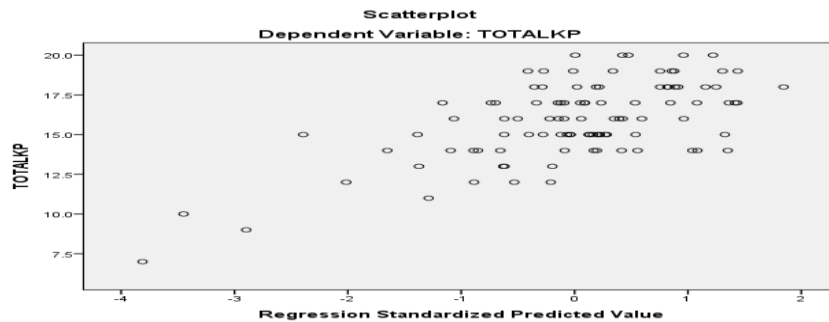 Scatterplot
Dependent Variable: TOTALKP
TOTALKP
20.0
17.5
15.0
12.5
10.0
7.5
-4 -3 -2 -1 0 1 2
Regression Standardized Predicted Value